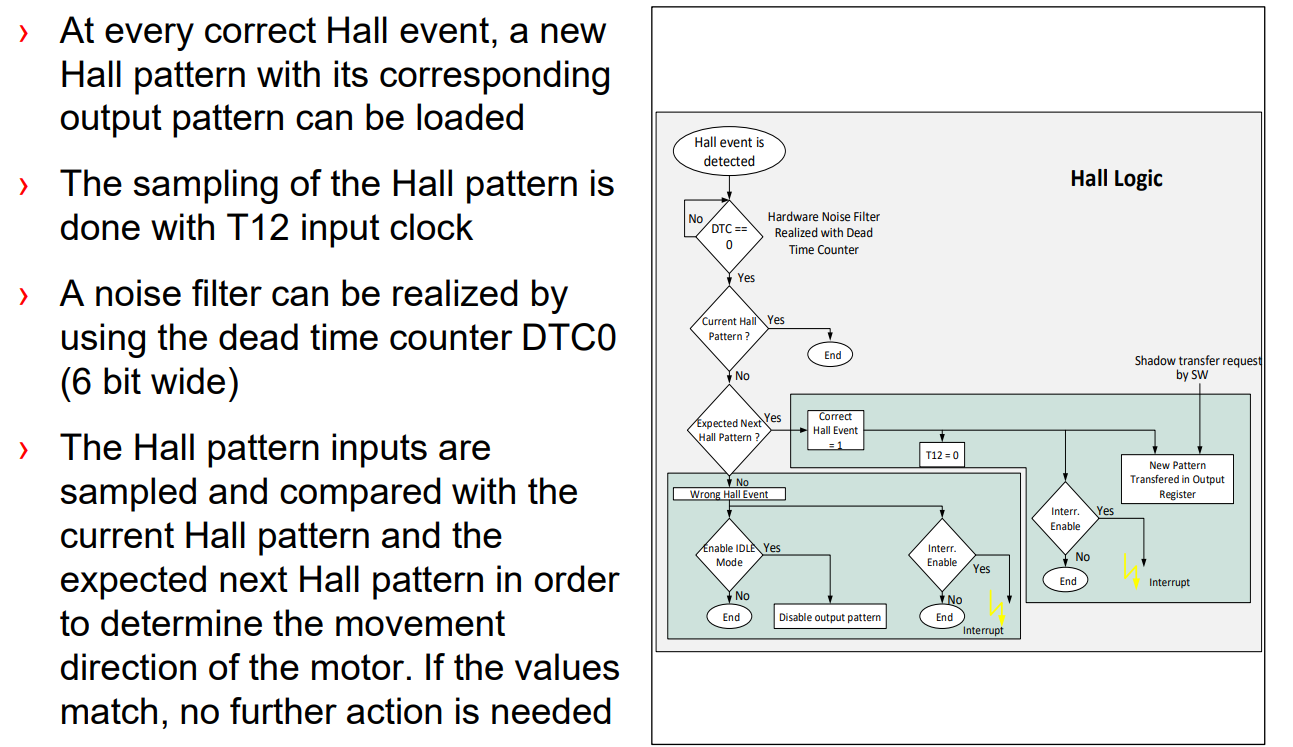 › At every correct Hall event, a new
Hall pattern with its corresponding
output pattern can be loaded
› The sampling of the Hall pattern is
done with T12 input clock
› A noise filter can be realized by
using the dead time counter DTC0
(6 bit wide)
› The Hall pattern inputs are
sampled and compared with the
current Hall pattern and the
expected next Hall pattern in order
to determine the movement
direction of the motor. If the values
match, no further action is needed
Hall event is
detected
Hall Logic
No
DTC ==
0
Hardware Noise Filter
Realized with Dead
Time Counter
Yes
Current Hall
Pattern ?
Yes
End
No
Shadow transfer request
by SW
Expected Next
Hall Pattern ?
Yes
Correct
Hall Event
= 1
T12 = 0
New Pattern
Transfered in Output
Register
No
Wrong Hall Event
Interr.
Enable
Yes
No
End
Interrupt
Enable IDLE
Mode
Yes
No
End
Disable output pattern
Interr.
Enable
Yes
No
End
Interrupt